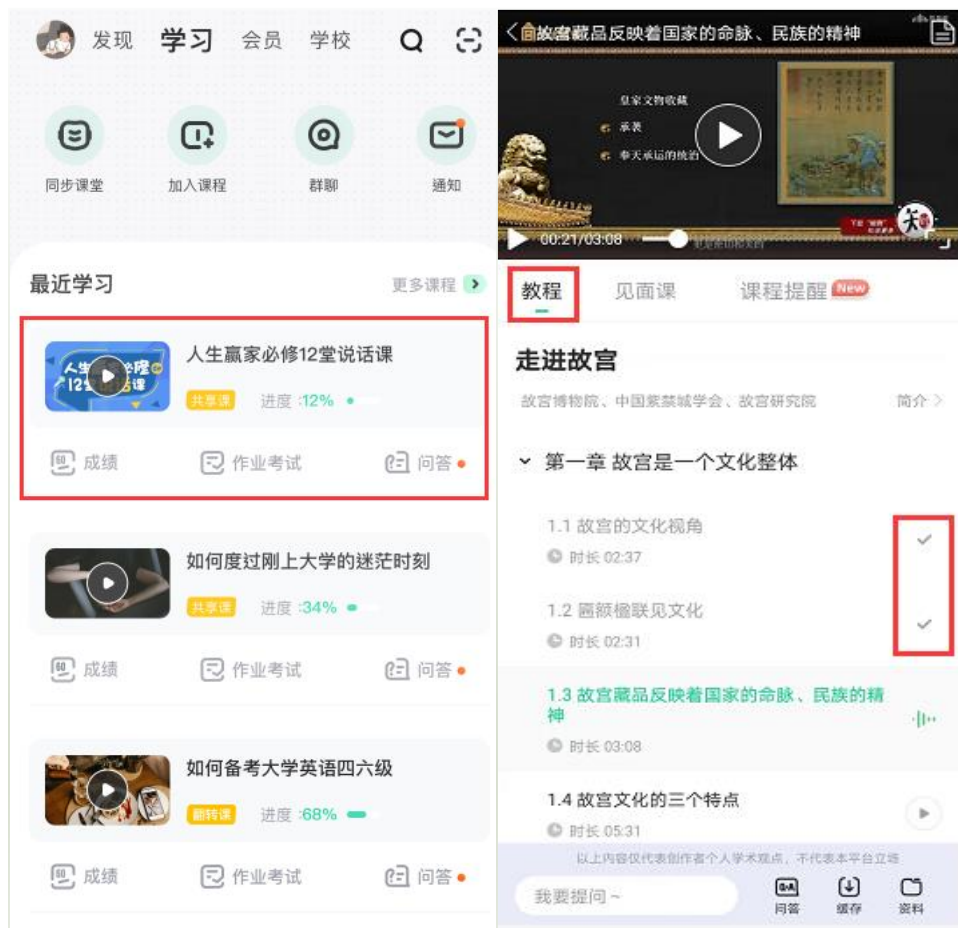 发现 学习 会员 学校
同步课堂 加入课程 群聊 通知
最近学习 更多课程
人生赢家必修12堂说话课
共享课 进度 :12%
成绩 作业考试 问答
如何度过刚上大学的迷茫时刻
共享课 进度 :34%
成绩 作业考试 问答
如何备考大学英语四六级
翻转课 进度 :68%
成绩 作业考试 问答
故宫藏品反映着国家的命脉、民族的精神
皇家文物收藏
承袭
奉天承运的统治
00:21/03:08
教程 见面课 课程提醒 New
走进故宫
故宫博物院、中国紫禁城学会、故宫研究院 简介
第一章 故宫是一个文化整体
1.1 故宫的文化视角
时长 02:37
1.2 匾额楹联见文化
时长 02:31
1.3 故宫藏品反映着国家的命脉、民族的精
神
时长 03:08
1.4 故宫文化的三个特点
时长 05:31
以上内容仅代表创作者个人学术观点，不代表本平台立场
我要提问~
问答 缓存 资料